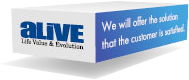 aLiVE
Life Value & Evolution
We will offer the solution
that the customer is satisfied.